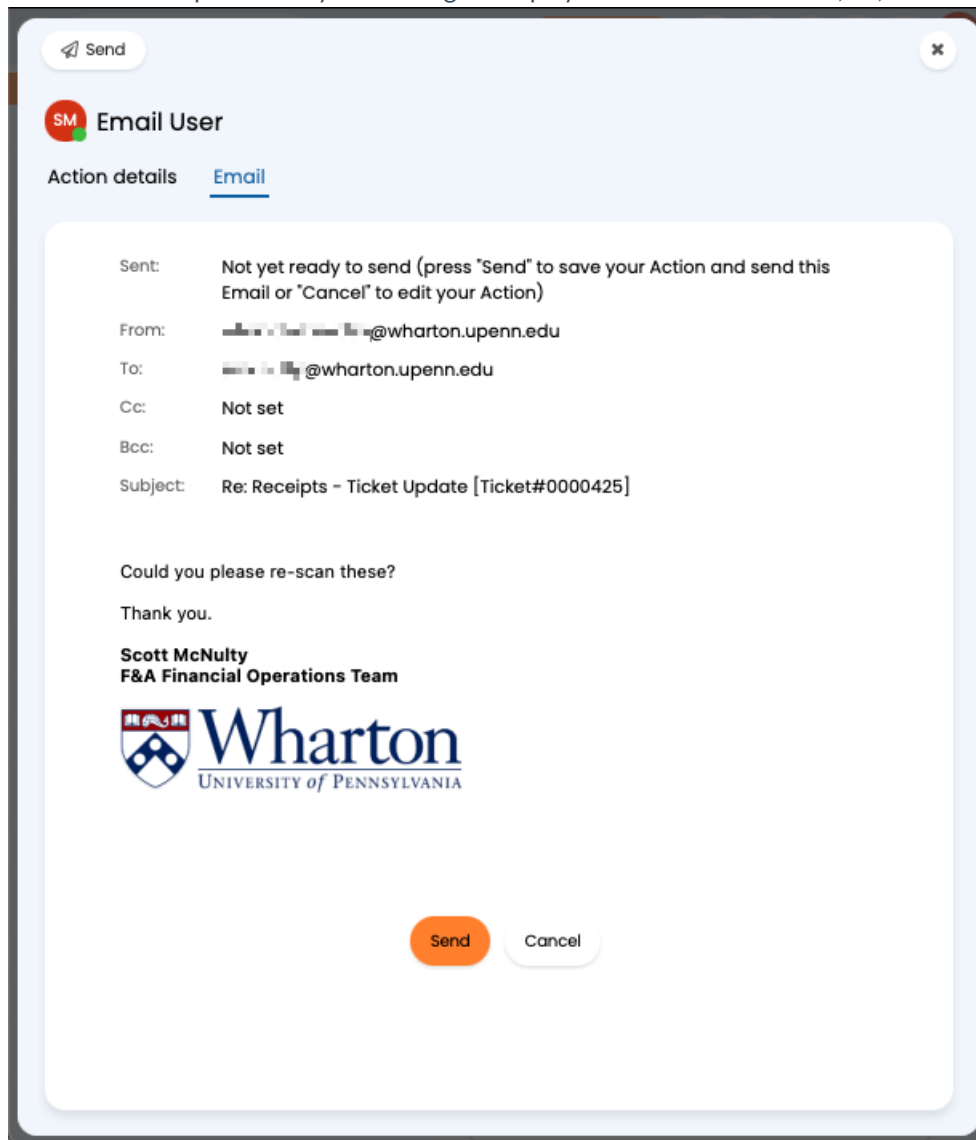 Send
SM Email User
Action details Email
Sent: Not yet ready to send (press "Send" to save your Action and send this
Email or "Cancel" to edit your Action)
From: @wharton.upenn.edu
To: @wharton.upenn.edu
Cc: Not set
Bcc: Not set
Subject: Re: Receipts - Ticket Update [Ticket#0000425]
Could you please re-scan these?
Thank you.
Scott McNulty
F&A Financial Operations Team
Wharton
UNIVERSITY of PENNSYLVANIA
Send Cancel